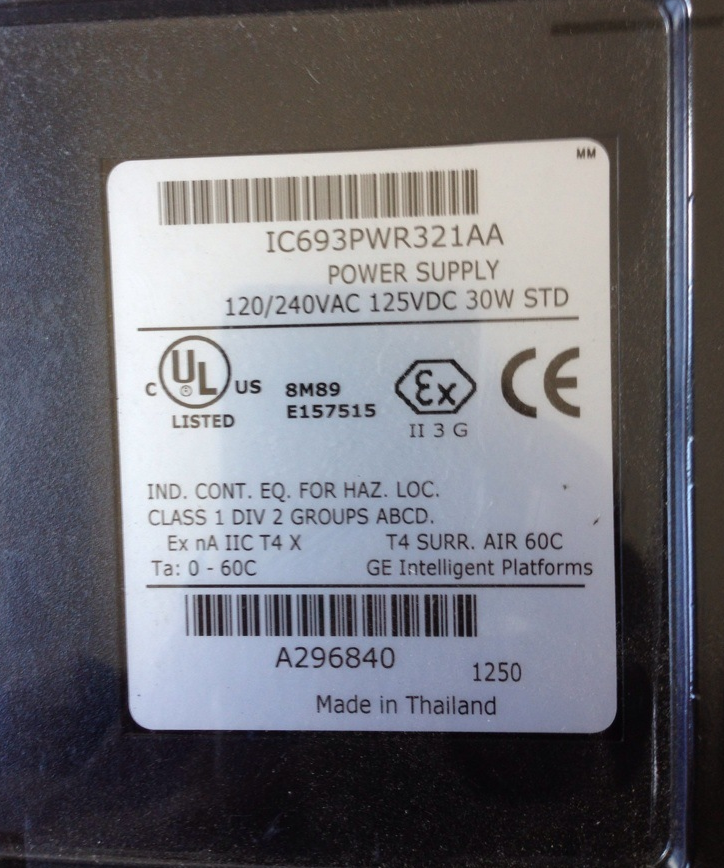 MM
IC693PWR321AA
POWER SUPPLY
120/240VAC 125VDC 30W STD
C UL US
LISTED
8M89
E157515
Ex
II 3 G
CE
IND. CONT. EQ. FOR HAZ. LOC.
CLASS 1 DIV 2 GROUPS ABCD.
Ex nA IIC T4 X T4 SURR. AIR 60C
Ta: 0 - 60C GE Intelligent Platforms
A296840
1250
Made in Thailand